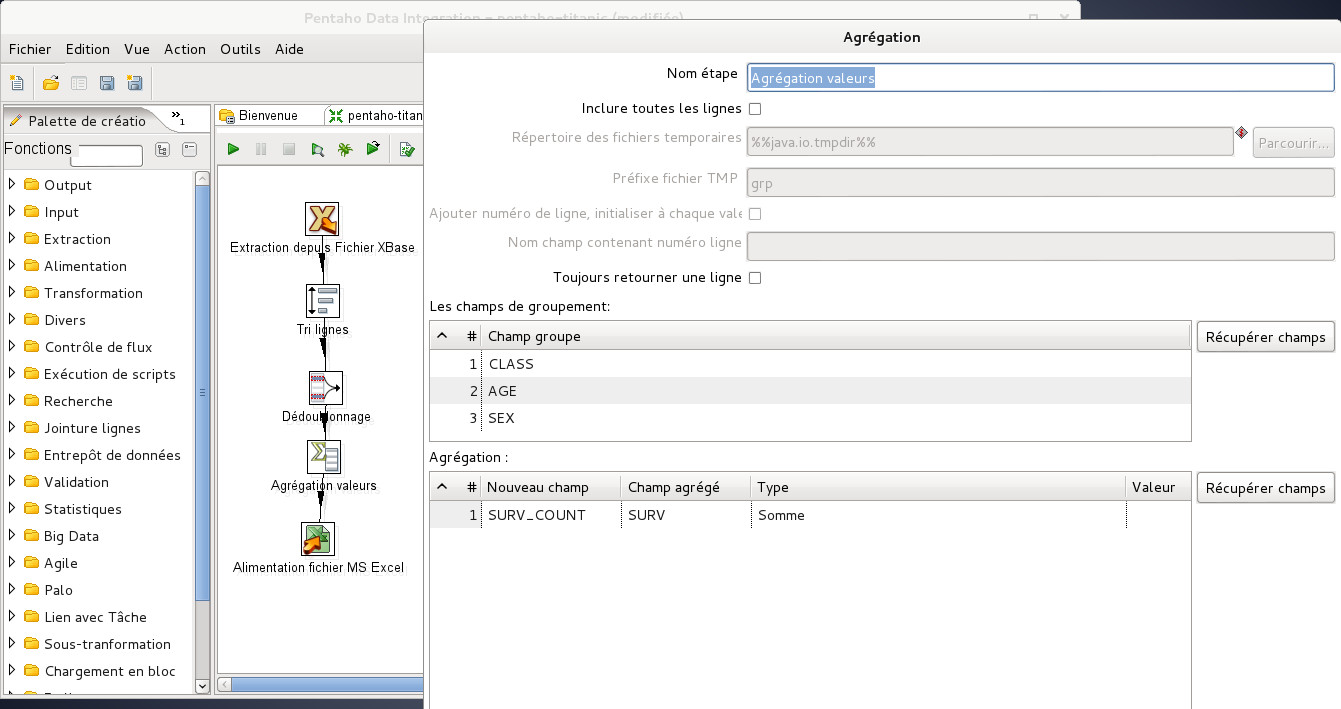 Pentaho Data Integration - pentaho-titanic (modifiée)
Fichier Edition Vue Action Outils Aide
Palette de créatio
»1
Fonctions
Output
Input
Extraction
Alimentation
Transformation
Divers
Contrôle de flux
Exécution de scripts
Recherche
Jointure lignes
Entrepôt de données
Validation
Statistiques
Big Data
Agile
Palo
Lien avec Tâche
Sous-tranformation
Chargement en bloc
Bienvenue
pentaho-titan
Extraction depuis Fichier XBase
Tri lignes
Dédoublonnage
Agrégation valeurs
Alimentation fichier MS Excel
Agrégation
Nom étape Agrégation valeurs
Inclure toutes les lignes
Répertoire des fichiers temporaires %%java.io.tmpdir%% Parcourir...
Préfixe fichier TMP grp
Ajouter numéro de ligne, initialiser à chaque vale
Nom champ contenant numéro ligne
Toujours retourner une ligne
Les champs de groupement:
# Champ groupe Récupérer champs
1 CLASS
2 AGE
3 SEX
Agrégation :
# Nouveau champ Champ agrégé Type Valeur Récupérer champs
1 SURV_COUNT SURV Somme